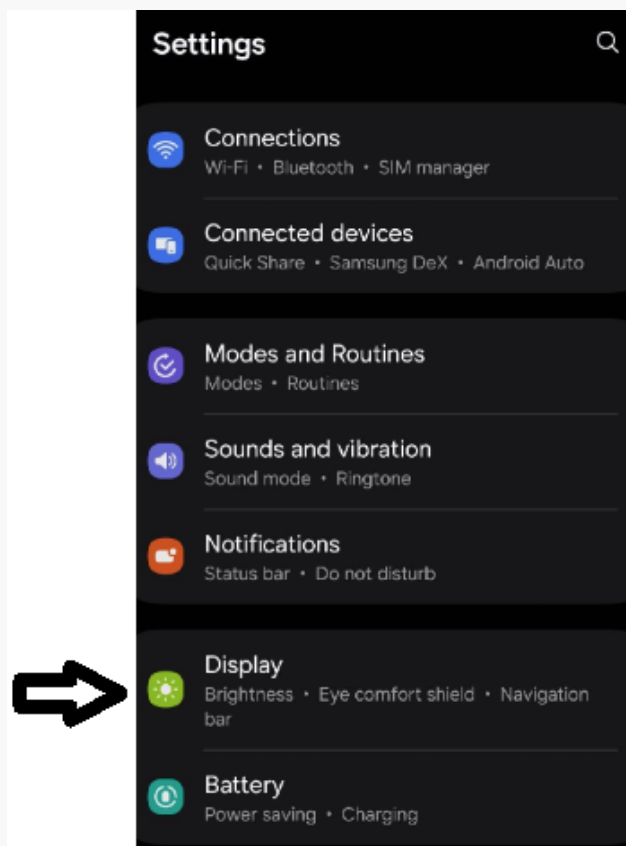 Settings
Connections
Wi-Fi • Bluetooth • SIM manager
Connected devices
Quick Share • Samsung DeX • Android Auto
Modes and Routines
Modes • Routines
Sounds and vibration
Sound mode • Ringtone
Notifications
Status bar • Do not disturb
Display
Brightness • Eye comfort shield • Navigation
bar
Battery
Power saving • Charging